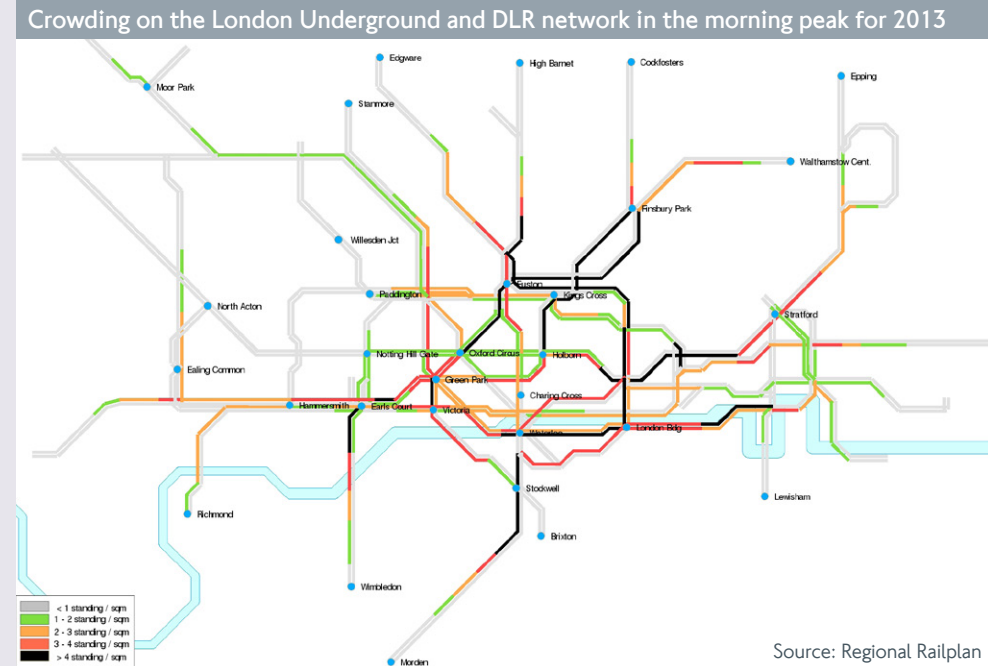 Crowding on the London Underground and DLR network in the morning peak for 2013
Edgware
High Barnet
Cockfosters
Epping
Moor Park
Stanmore
Walthamstow Cent.
Finsbury Park
Willesden Jct
Euston
Paddington
Kings Cross
North Acton
Stratford
Notting Hill Gate
Oxford Circus
Holborn
Ealing Common
Green Park
Charing Cross
Hammersmith
Earls Court
Victoria
Waterloo
London Bdg
Stockwell
Lewisham
Richmond
Brixton
Wimbledon
Morden
< 1 standing / sqm
1 - 2 standing / sqm
2 - 3 standing / sqm
3 - 4 standing / sqm
> 4 standing / sqm
Source: Regional Railplan